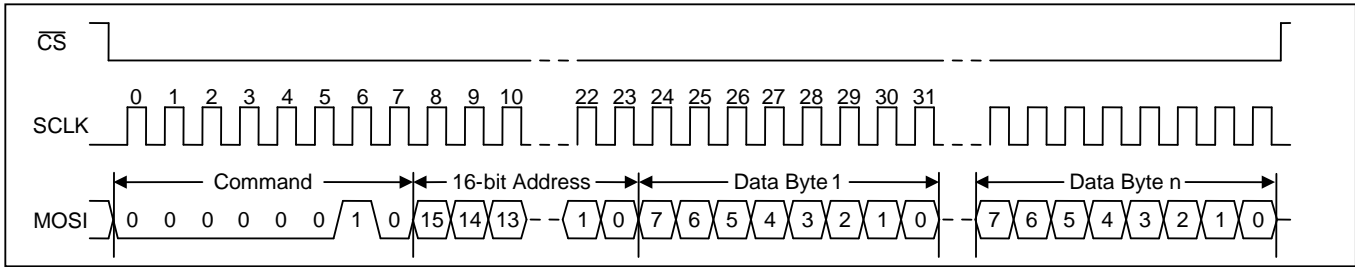 CS
0 1 2 3 4 5 6 7 8 9 10 22 23 24 25 26 27 28 29 30 31
SCLK
Command 16-bit Address Data Byte 1 Data Byte n
MOSI 0 0 0 0 0 0 1 0 15 14 13 1 0 7 6 5 4 3 2 1 0 7 6 5 4 3 2 1 0